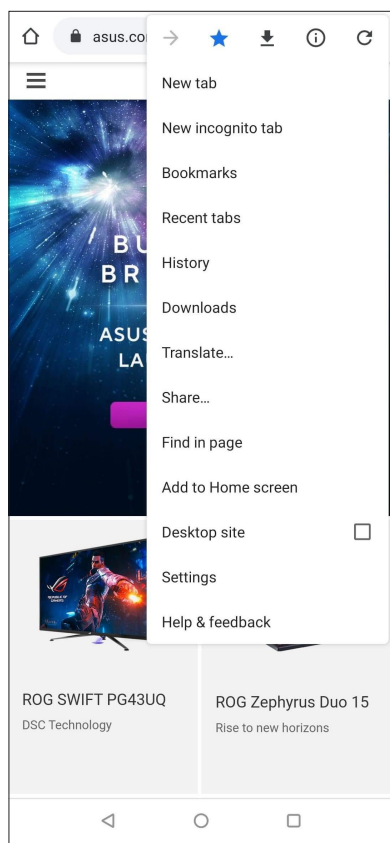 asus.co
New tab
New incognito tab
Bookmarks
Recent tabs
History
Downloads
Translate…
Share…
Find in page
Add to Home screen
Desktop site
Settings
Help & feedback
BU
BR
ASUS
LA
ROG SWIFT PG43UQ
DSC Technology
ROG Zephyrus Duo 15
Rise to new horizons